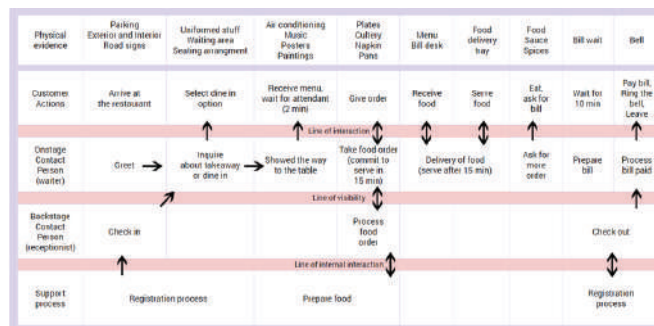 Physical
evidence
Parking
Exterior and Interior
Road signs
Uniformed stuff
Waiting area
Seating arrangment
Air conditioning
Music
Posters
Paintings
Plates
Cultery
Napkin
Pans
Menu
Bill desk
Food
delivery
bay
Food
Sauce
Spices
Bill wait
Bell
Customer
Actions
Arrive at
the restaurant
Select dine in
option
Receive menu,
wait for attendant
(2 min)
Give order
Receive
food
Serve
food
Eat,
ask for
bill
Wait for
10 min
Pay bill,
Ring the
bell,
Leave
Line of interaction
Onstage
Contact
Person
(waiter)
Greet
Inquire
about takeaway
or dine in
Showed the way
to the table
Take food order
(commit to
serve in
15 min)
Delivery of food
(serve after 15 min)
Ask for
more
order
Prepare
bill
Process
bill paid
Line of visibility
Backstage
Contact
Person
(receptionist)
Check in
Process
food
order
Check out
Line of internal interaction
Support
process
Registration process
Prepare food
Registration
process